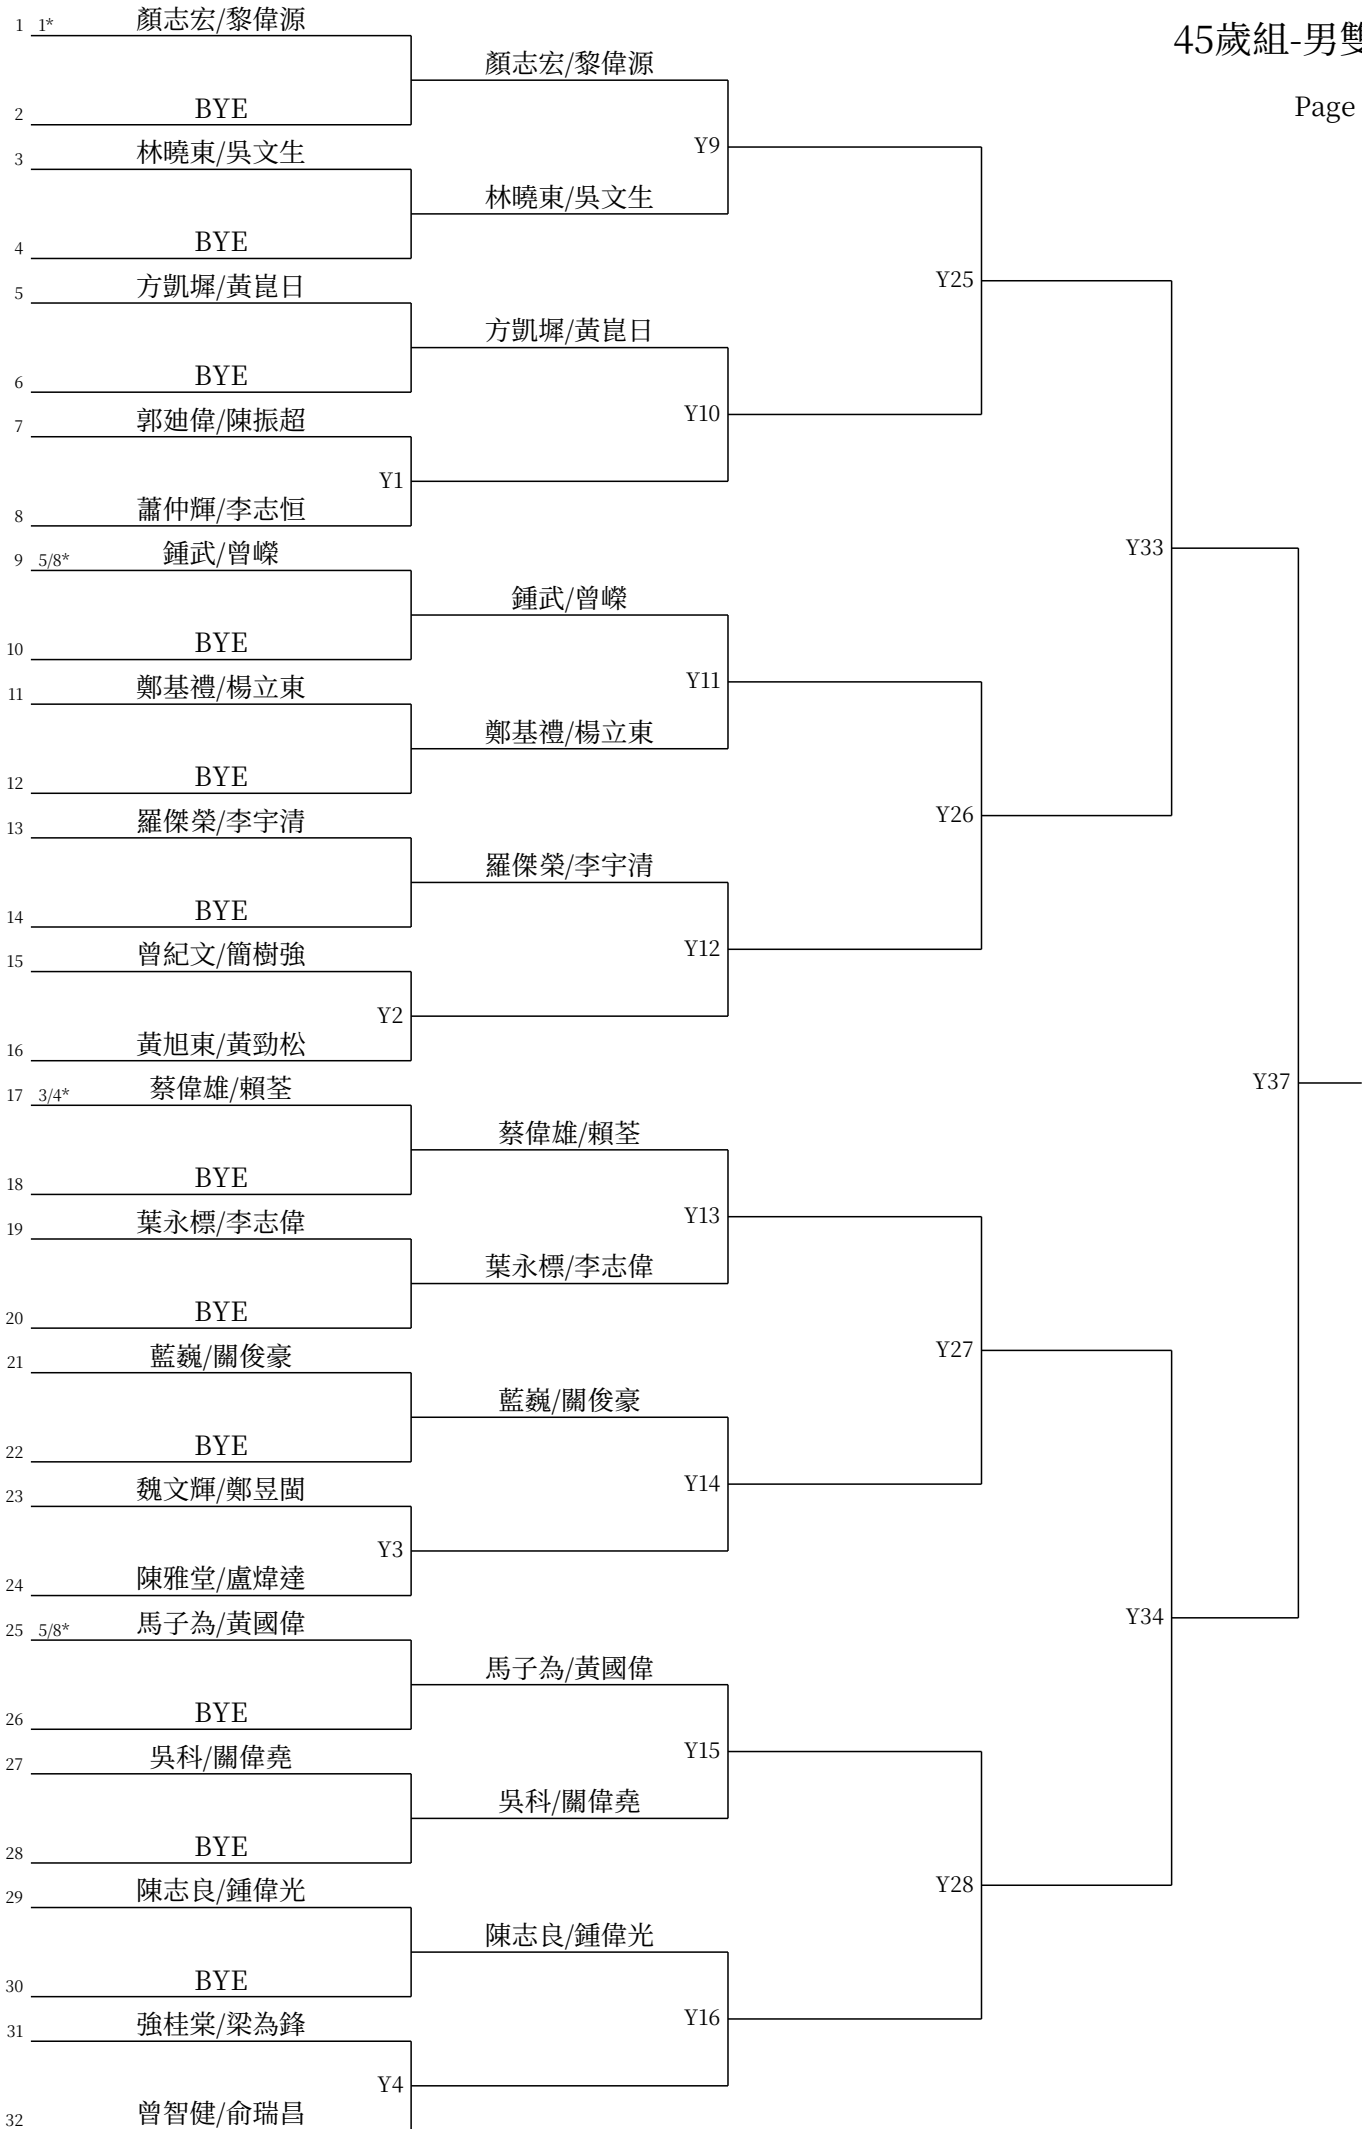 45歲組-男雙
Page
1 1* 顏志宏/黎偉源
顏志宏/黎偉源
2 BYE
Y9
3 林曉東/吳文生
林曉東/吳文生
4 BYE
Y25
5 方凱墀/黃崑日
方凱墀/黃崑日
6 BYE
Y10
7 郭廸偉/陳振超
Y1
8 蕭仲輝/李志恒
Y33
9 5/8* 鍾武/曾嶸
鍾武/曾嶸
10 BYE
Y11
11 鄭基禮/楊立東
鄭基禮/楊立東
12 BYE
Y26
13 羅傑榮/李宇清
羅傑榮/李宇清
14 BYE
Y12
15 曾紀文/簡樹強
Y2
16 黃旭東/黃勁松
Y37
17 3/4* 蔡偉雄/賴荃
蔡偉雄/賴荃
18 BYE
Y13
19 葉永標/李志偉
葉永標/李志偉
20 BYE
Y27
21 藍巍/關俊豪
藍巍/關俊豪
22 BYE
Y14
23 魏文輝/鄭昱閩
Y3
24 陳雅堂/盧煒達
Y34
25 5/8* 馬子為/黃國偉
馬子為/黃國偉
26 BYE
Y15
27 吳科/關偉堯
吳科/關偉堯
28 BYE
Y28
29 陳志良/鍾偉光
陳志良/鍾偉光
30 BYE
Y16
31 強桂棠/梁為鋒
Y4
32 曾智健/俞瑞昌